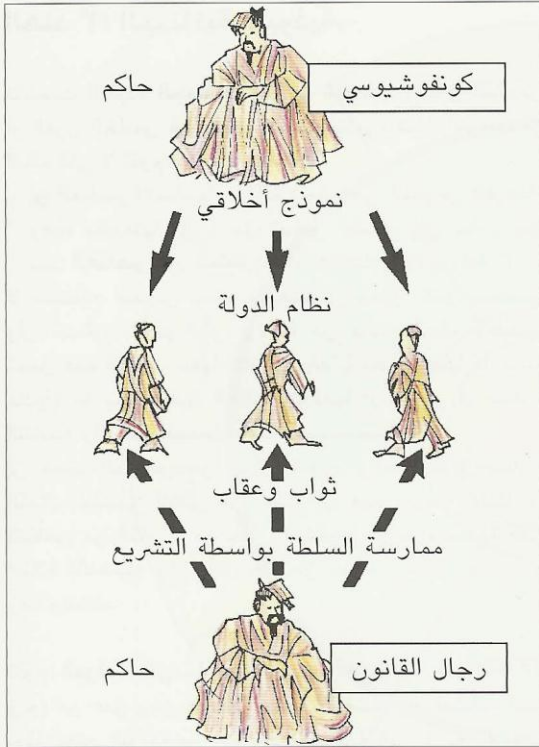 كونفوشيوسي
حاكم
نموذج أخلاقي
نظام الدولة
ثواب وعقاب
ممارسة السلطة بواسطة التشريع
رجال القانون
حاكم